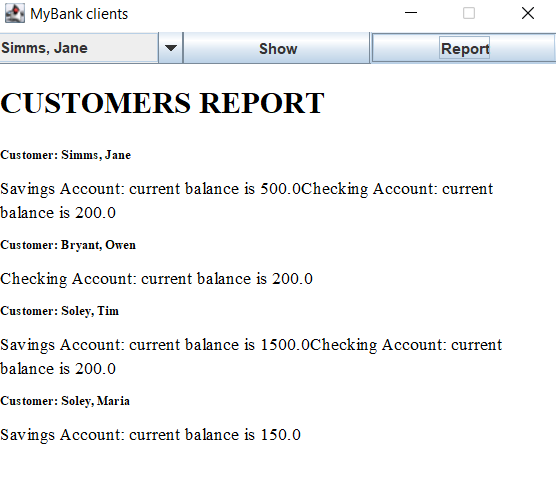 MyBank clients
Simms, Jane Show Report
CUSTOMERS REPORT
Customer: Simms, Jane
Savings Account: current balance is 500.0Checking Account: current
balance is 200.0
Customer: Bryant, Owen
Checking Account: current balance is 200.0
Customer: Soley, Tim
Savings Account: current balance is 1500.0Checking Account: current
balance is 200.0
Customer: Soley, Maria
Savings Account: current balance is 150.0